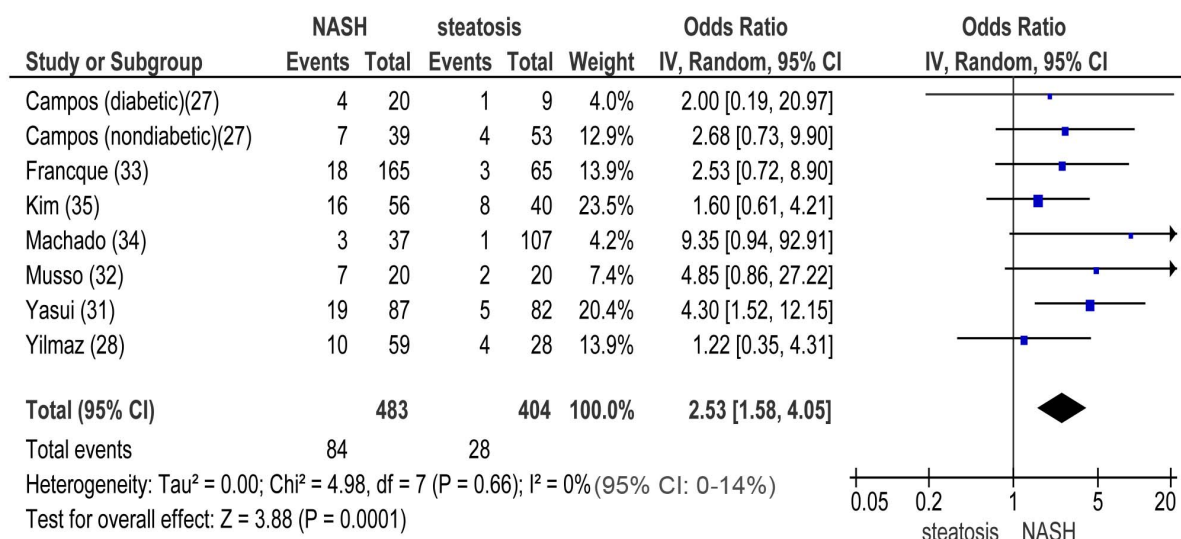 NASH steatosis Odds Ratio Odds Ratio
Study or Subgroup Events Total Events Total Weight IV, Random, 95% CI IV, Random, 95% CI
Campos (diabetic)(27) 4 20 1 9 4.0% 2.00 [0.19, 20.97]
Campos (nondiabetic)(27) 7 39 4 53 12.9% 2.68 [0.73, 9.90]
Francque (33) 18 165 3 65 13.9% 2.53 [0.72, 8.90]
Kim (35) 16 56 8 40 23.5% 1.60 [0.61, 4.21]
Machado (34) 3 37 1 107 4.2% 9.35 [0.94, 92.91]
Musso (32) 7 20 2 20 7.4% 4.85 [0.86, 27.22]
Yasui (31) 19 87 5 82 20.4% 4.30 [1.52, 12.15]
Yilmaz (28) 10 59 4 28 13.9% 1.22 [0.35, 4.31]
Total (95% CI) 483 404 100.0% 2.53 [1.58, 4.05]
Total events 84 28
Heterogeneity: Tau² = 0.00; Chi² = 4.98, df = 7 (P = 0.66); I² = 0% (95% CI: 0-14%)
Test for overall effect: Z = 3.88 (P = 0.0001)
0.05 0.2 1 5 20
steatosis NASH